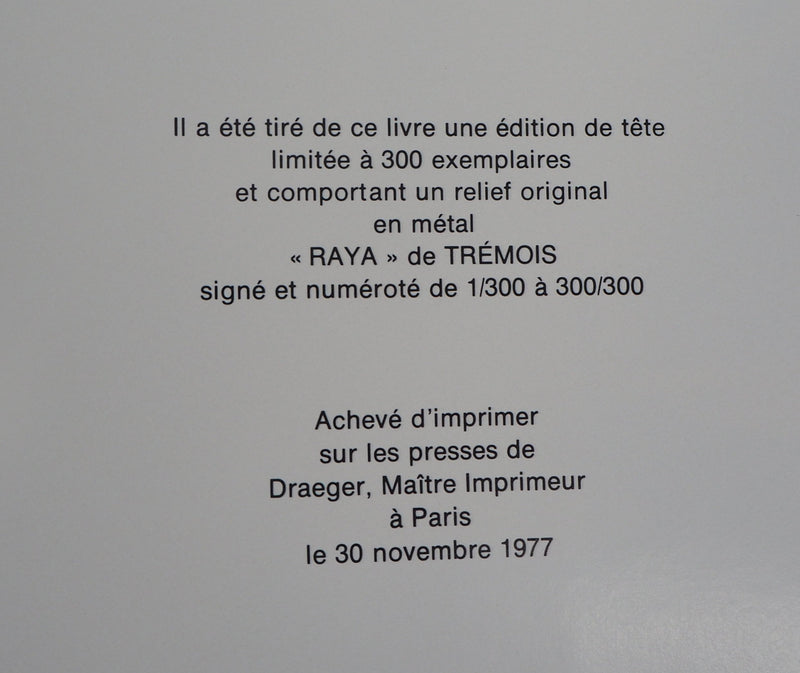 Il a été tiré de ce livre une édition de tête
limitée à 300 exemplaires
et comportant un relief original
en métal
« RAYA » de TRÉMOIS
signé et numéroté de 1/300 à 300/300
Achevé d'imprimer
sur les presses de
Draeger, Maître Imprimeur
à Paris
le 30 novembre 1977